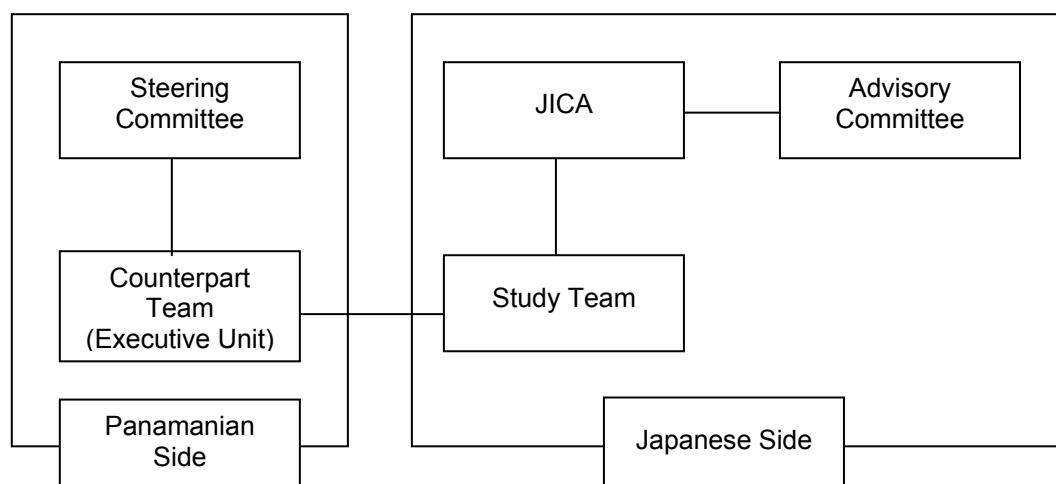 Steering
Committee
JICA
Advisory
Committee
Counterpart
Team
(Executive Unit)
Study Team
Panamanian
Side
Japanese Side